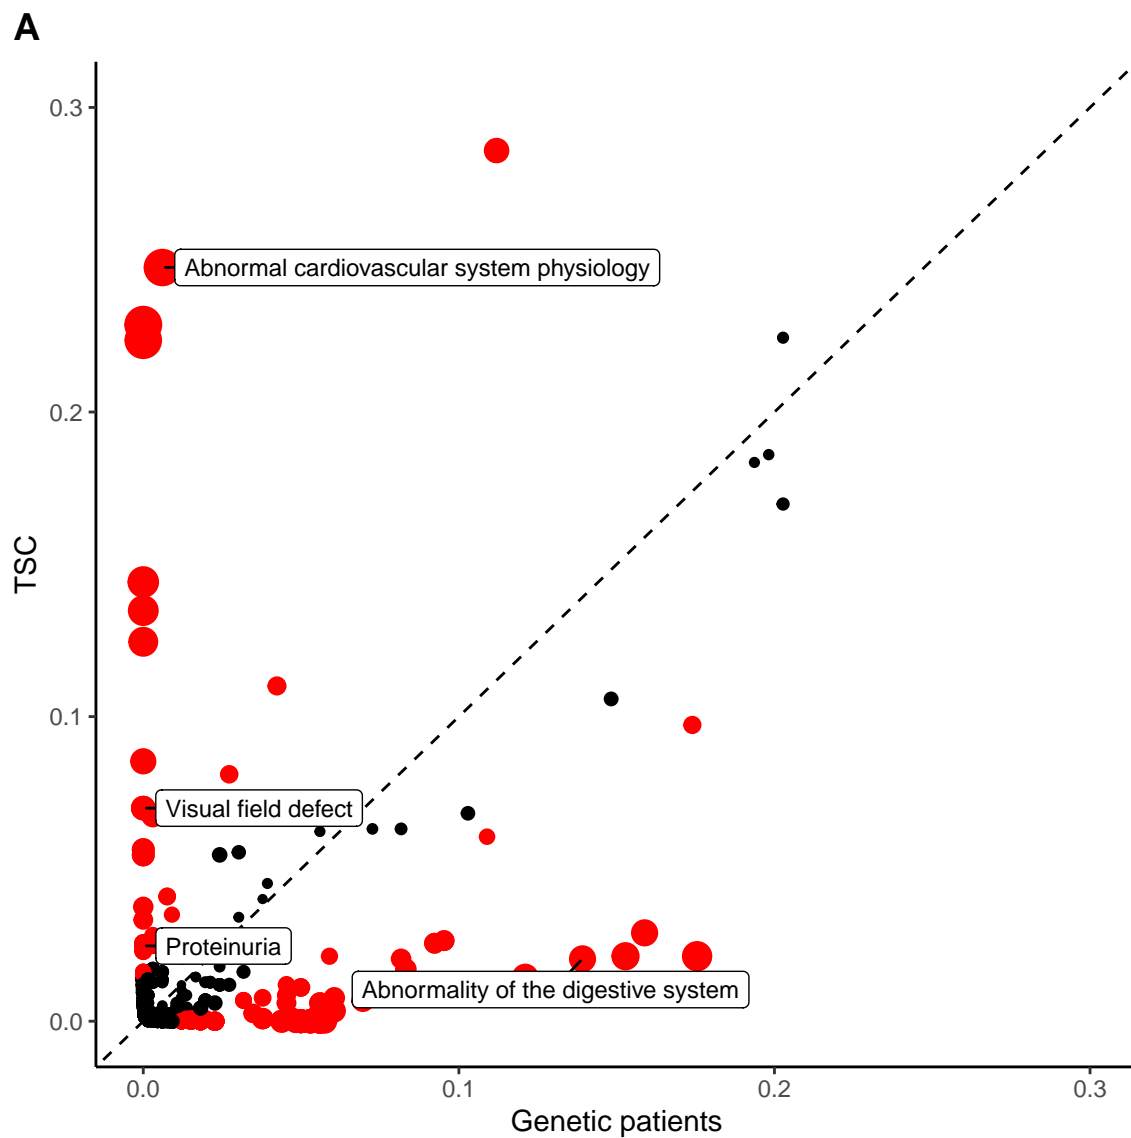 A
0.3
Abnormal cardiovascular system physiology
0.2
TSC
0.1
Visual field defect
Proteinuria
Abnormality of the digestive system
0.0
0.0 0.1 0.2 0.3
Genetic patients